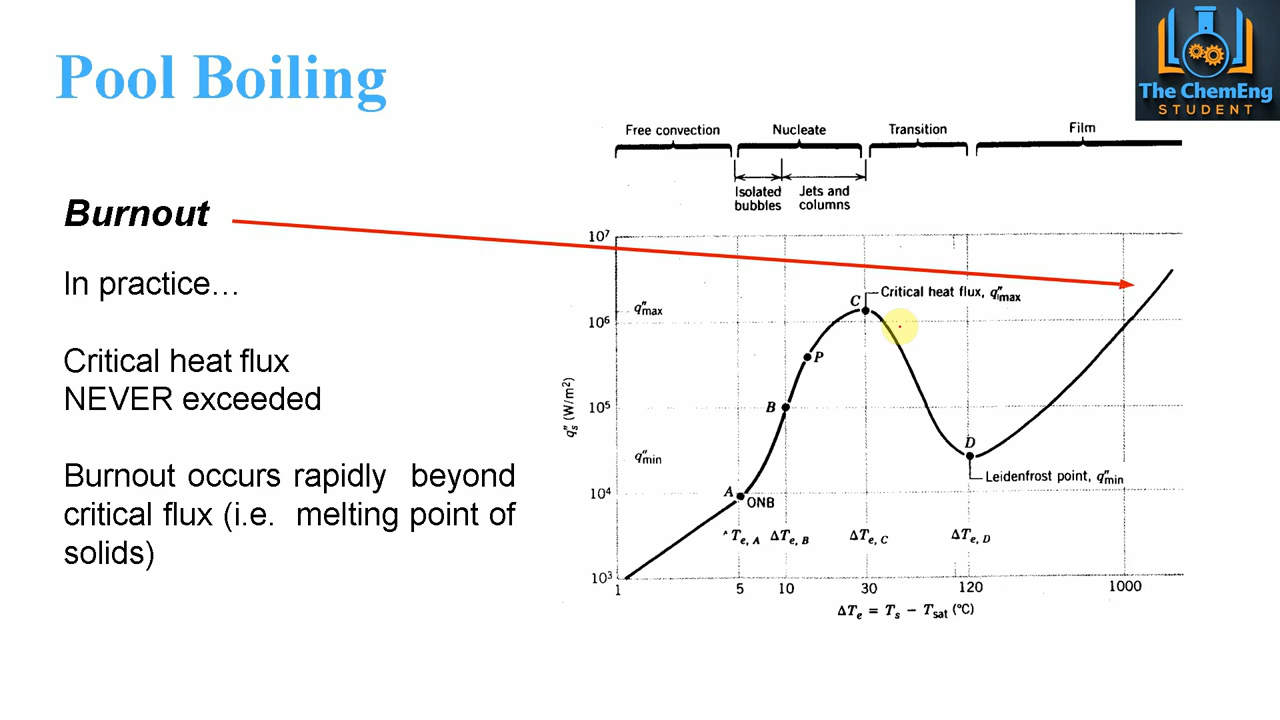 Pool Boiling
The ChemEng
STUDENT
Burnout
In practice…
Critical heat flux
NEVER exceeded
Burnout occurs rapidly beyond
critical flux (i.e. melting point of
solids)
Free convection
Nucleate
Transition
Film
Isolated
bubbles
Jets and
columns
10⁷
10⁶
10⁵
10⁴
10³
q″max
q″min
q″s (W/m²)
C
Critical heat flux, q″max
P
B
A
ONB
D
Leidenfrost point, q″min
Tₑ, A
ΔTₑ, B
ΔTₑ, C
ΔTₑ, D
1
5
10
30
120
1000
ΔTₑ = Tₛ − Tsat (°C)